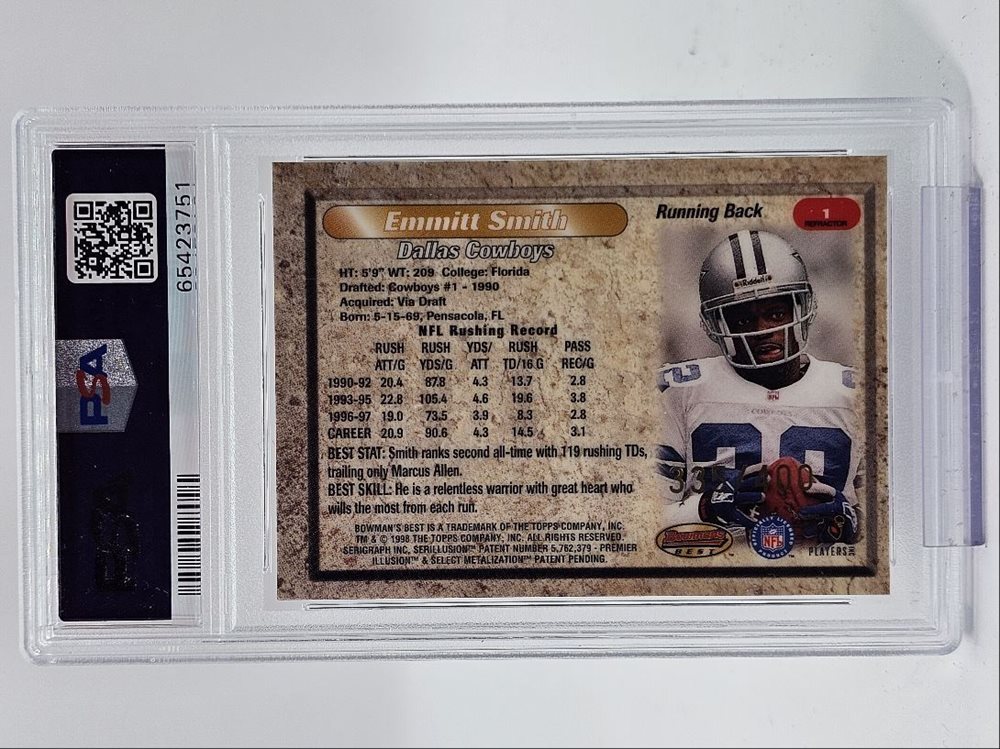 65423751
PSA
Emmitt Smith
Dallas Cowboys
Running Back
1
REFRACTOR
HT: 5'9" WT: 209 College: Florida
Drafted: Cowboys #1 - 1990
Acquired: Via Draft
Born: 5-15-69, Pensacola, FL
NFL Rushing Record
RUSH RUSH YDS/ RUSH PASS
ATT/G YDS/G ATT TD/16 G REC/G
1990-92 20.4 87.8 4.3 13.7 2.8
1993-95 22.8 105.4 4.6 19.6 3.8
1996-97 19.0 73.5 3.9 8.3 2.8
CAREER 20.9 90.6 4.3 14.5 3.1
BEST STAT: Smith ranks second all-time with 119 rushing TDs,
trailing only Marcus Allen.
BEST SKILL: He is a relentless warrior with great heart who
wills the most from each run.
BOWMAN'S BEST IS A TRADEMARK OF THE TOPPS COMPANY, INC.
TM & © 1998 THE TOPPS COMPANY, INC. ALL RIGHTS RESERVED.
SERIGRAPH INC, SERILLUSION™ PATENT NUMBER 5,762,379 - PREMIER
ILLUSION™ & SELECT METALIZATION™ PATENT PENDING.
Riddell
22
Bowman's
BEST
NFL
PLAYERS INC